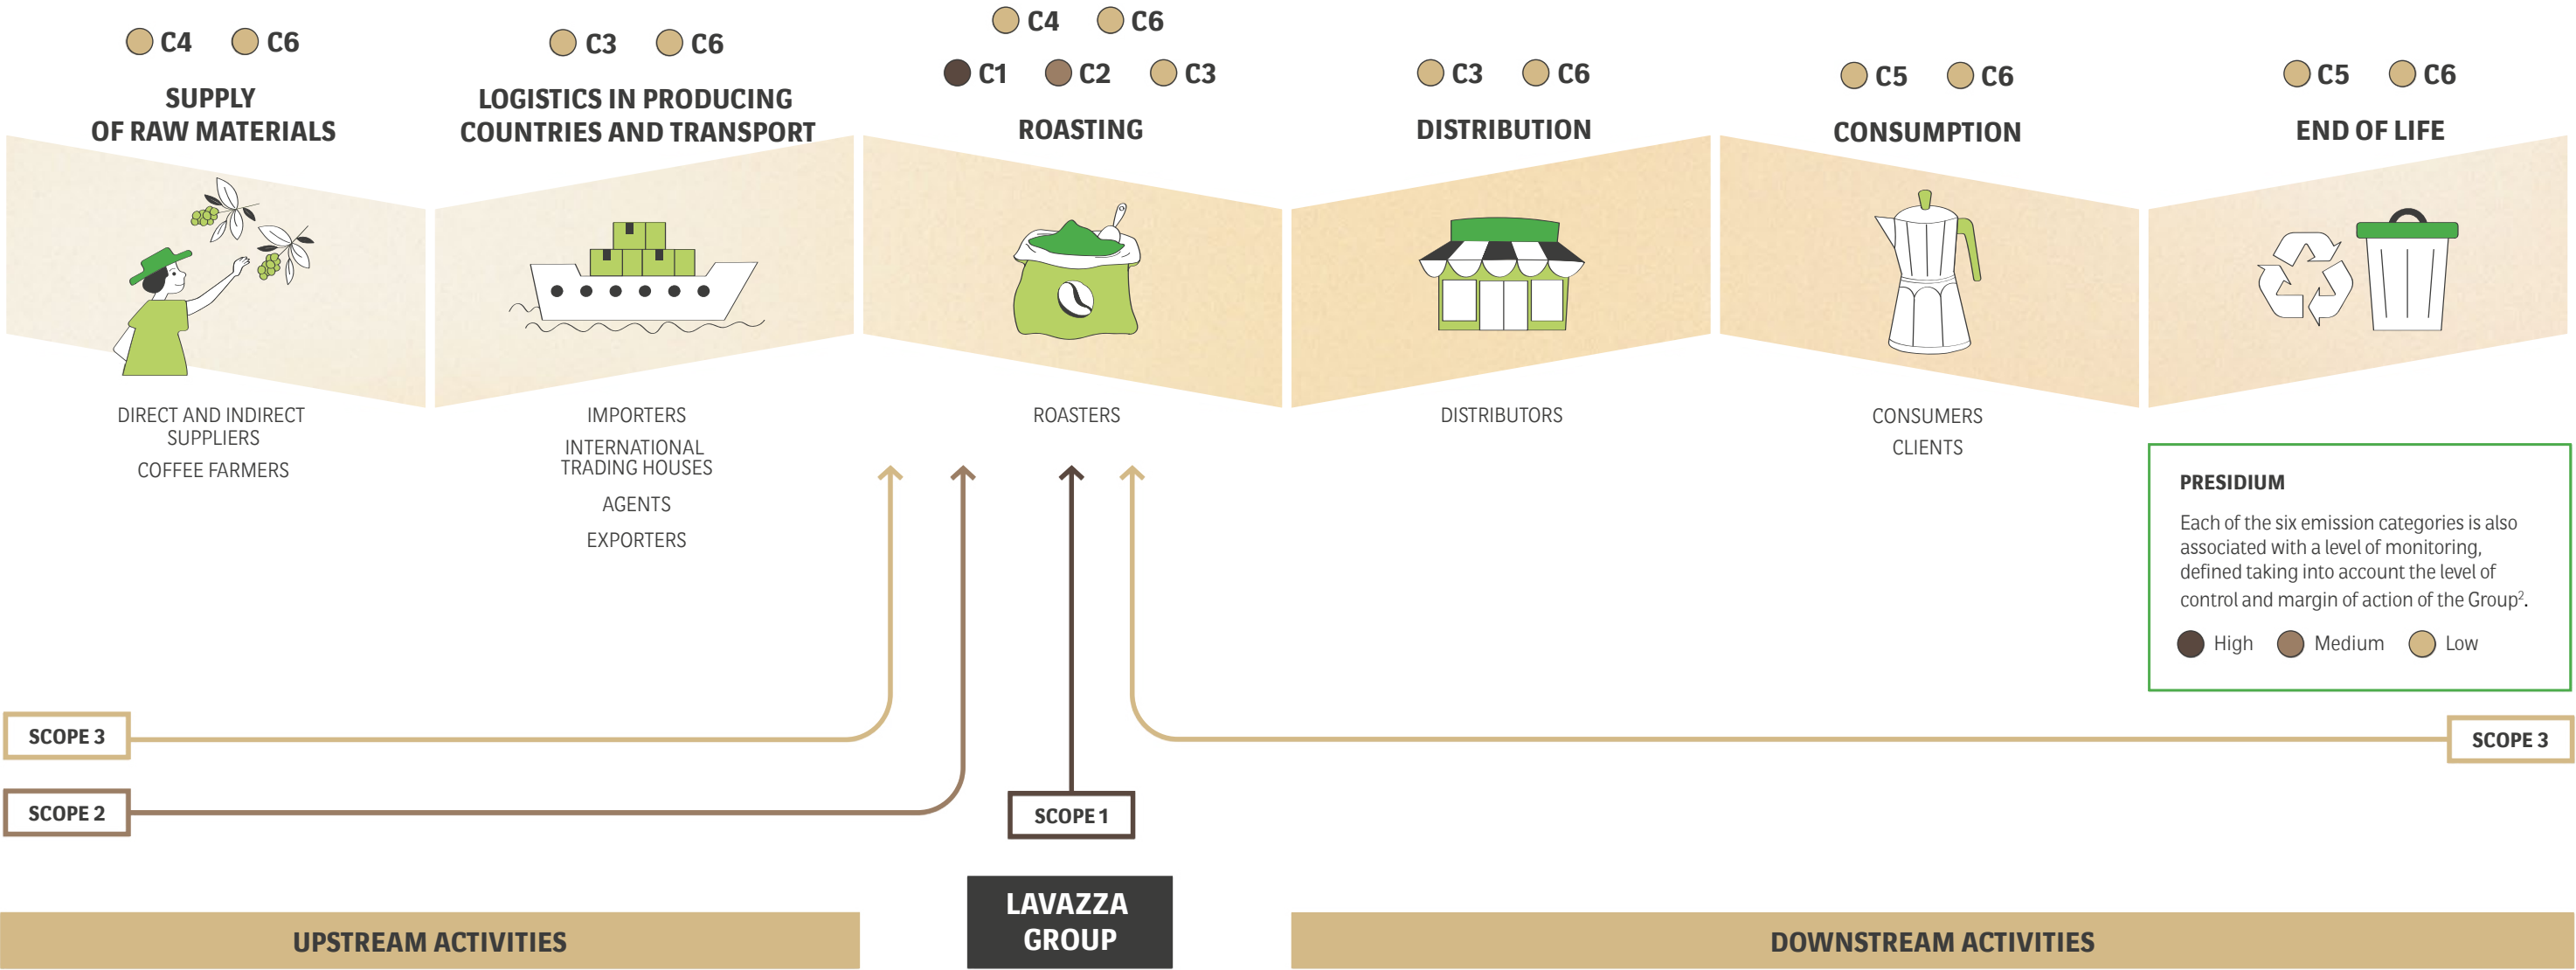 C4 C6
SUPPLY
OF RAW MATERIALS
DIRECT AND INDIRECT
SUPPLIERS
COFFEE FARMERS
C3 C6
LOGISTICS IN PRODUCING
COUNTRIES AND TRANSPORT
IMPORTERS
INTERNATIONAL
TRADING HOUSES
AGENTS
EXPORTERS
C4 C6
C1 C2 C3
ROASTING
ROASTERS
C3 C6
DISTRIBUTION
DISTRIBUTORS
C5 C6
CONSUMPTION
CONSUMERS
CLIENTS
C5 C6
END OF LIFE
PRESIDIUM
Each of the six emission categories is also
associated with a level of monitoring,
defined taking into account the level of
control and margin of action of the Group².
High Medium Low
SCOPE 3
SCOPE 3
SCOPE 2
SCOPE 1
LAVAZZA
GROUP
UPSTREAM ACTIVITIES
DOWNSTREAM ACTIVITIES